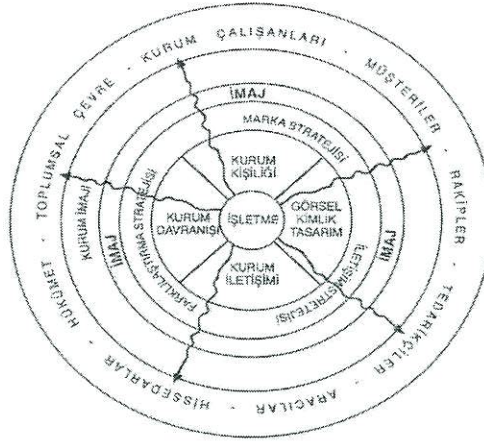 TOPLUMSAL ÇEVRE - KURUM ÇALIŞANLARI - MÜŞTERİLER - RAKİPLER - TEDARİKÇİLER - ARACILAR - HİSSEDARLAR - HÜKÜMET -
İMAJ
MARKA STRATEJİSİ
KURUM
KİŞİLİĞİ
KURUM İMAJI
İMAJ
FARKLILAŞTIRMA STRATEJİSİ
KURUM
DAVRANIŞI
İŞLETME
GÖRSEL
KİMLİK
TASARIM
İLETİŞİM STRETEJİSİ
İMAJ
KURUM
İLETİŞİMİ